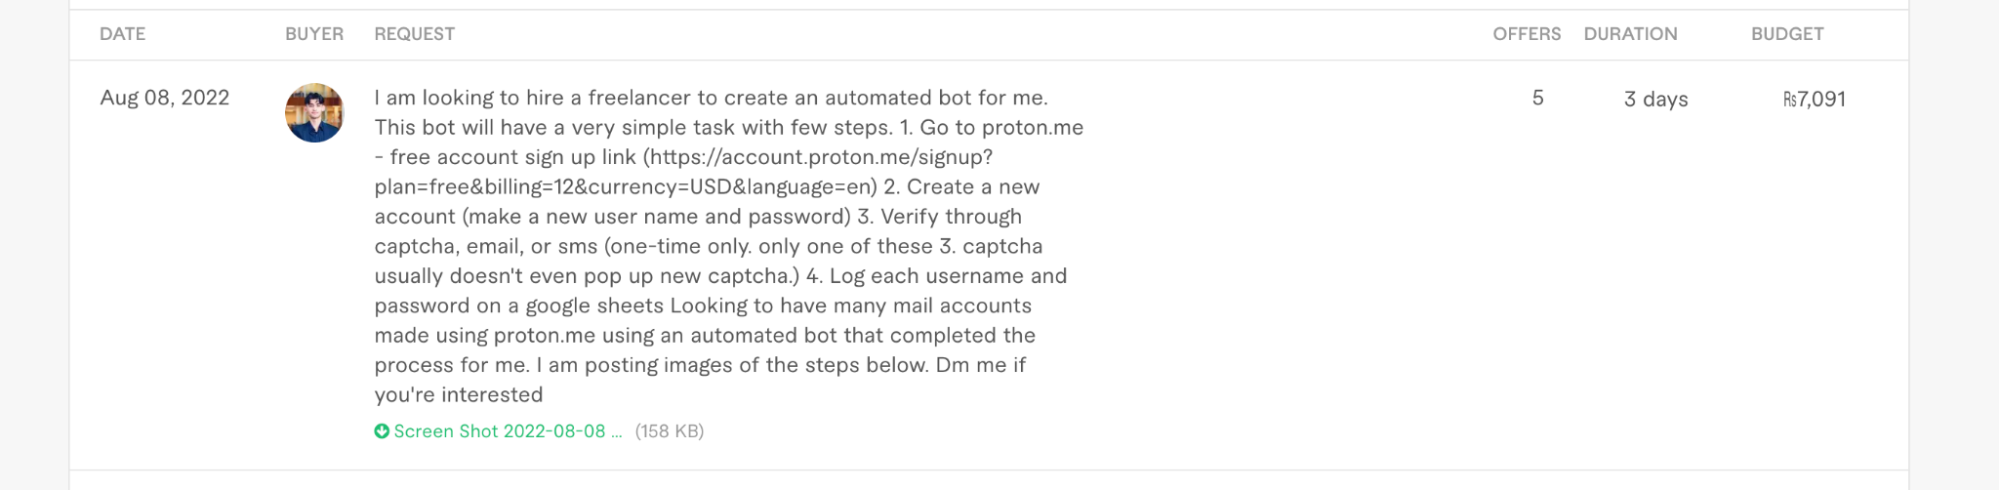 DATE BUYER REQUEST OFFERS DURATION BUDGET
Aug 08, 2022 I am looking to hire a freelancer to create an automated bot for me. 5 3 days ₨7,091
This bot will have a very simple task with few steps. 1. Go to proton.me
- free account sign up link (https://account.proton.me/signup?
plan=free&billing=12&currency=USD&language=en) 2. Create a new
account (make a new user name and password) 3. Verify through
captcha, email, or sms (one-time only. only one of these 3. captcha
usually doesn't even pop up new captcha.) 4. Log each username and
password on a google sheets Looking to have many mail accounts
made using proton.me using an automated bot that completed the
process for me. I am posting images of the steps below. Dm me if
you're interested
Screen Shot 2022-08-08 ... (158 KB)